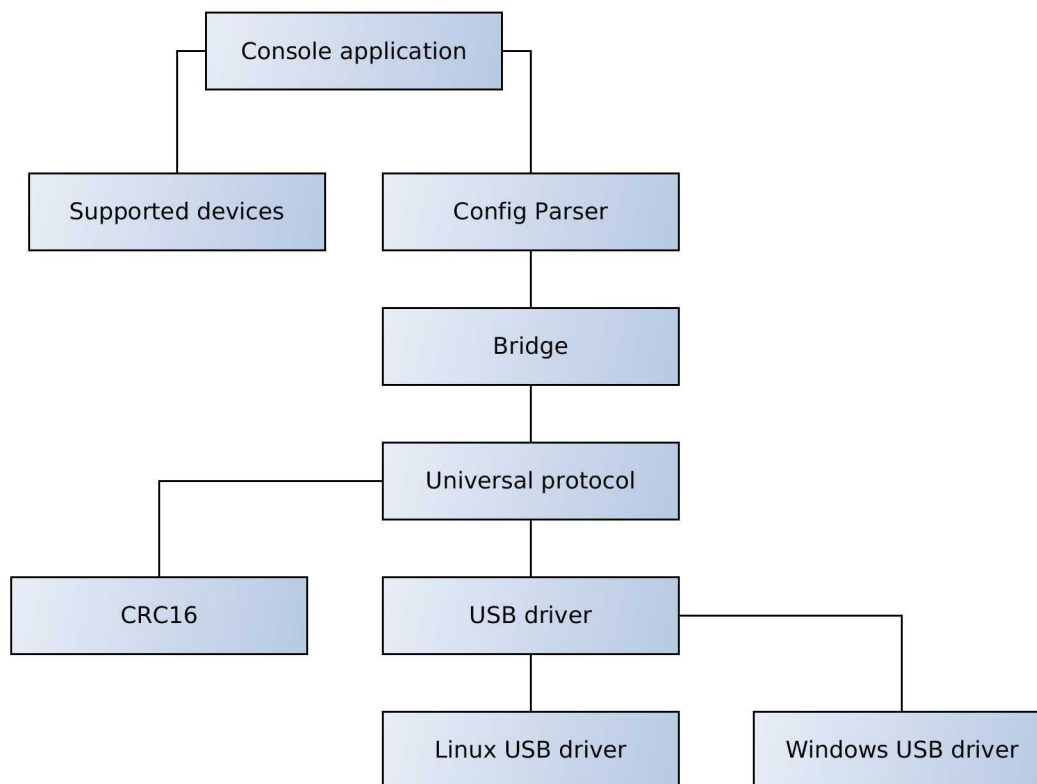 Console application
Supported devices
Config Parser
Bridge
Universal protocol
CRC16
USB driver
Linux USB driver
Windows USB driver